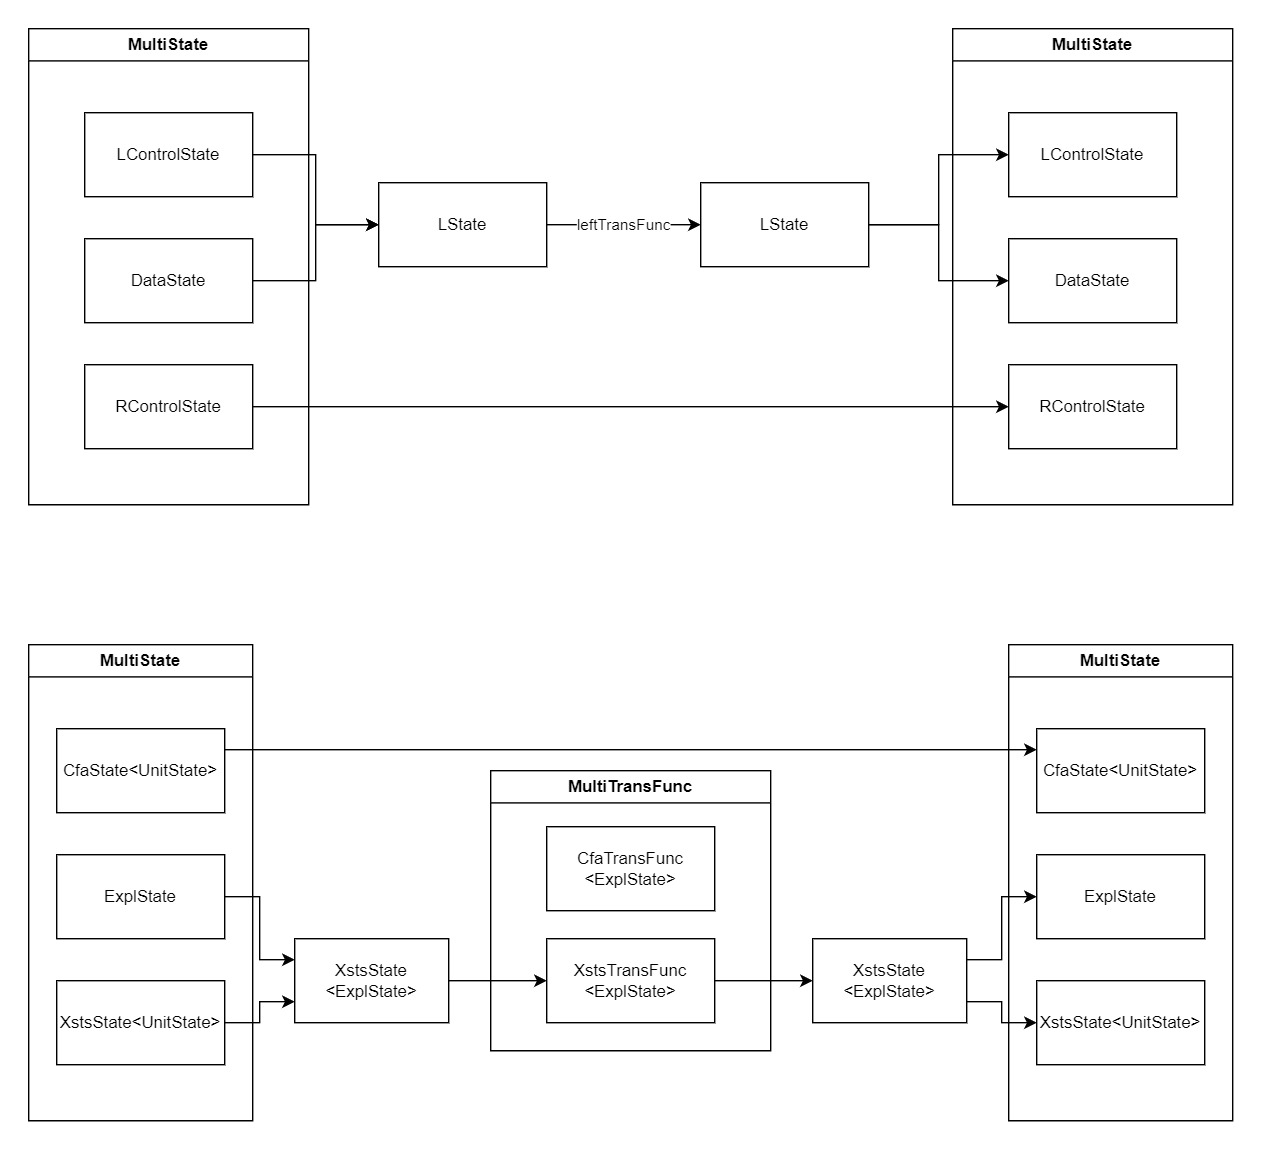 MultiState
MultiState
LControlState
LControlState
LState
leftTransFunc
LState
DataState
DataState
RControlState
RControlState
MultiState
MultiState
CfaState<UnitState>
CfaState<UnitState>
MultiTransFunc
CfaTransFunc
<ExplState>
ExplState
ExplState
XstsState
<ExplState>
XstsTransFunc
<ExplState>
XstsState
<ExplState>
XstsState<UnitState>
XstsState<UnitState>